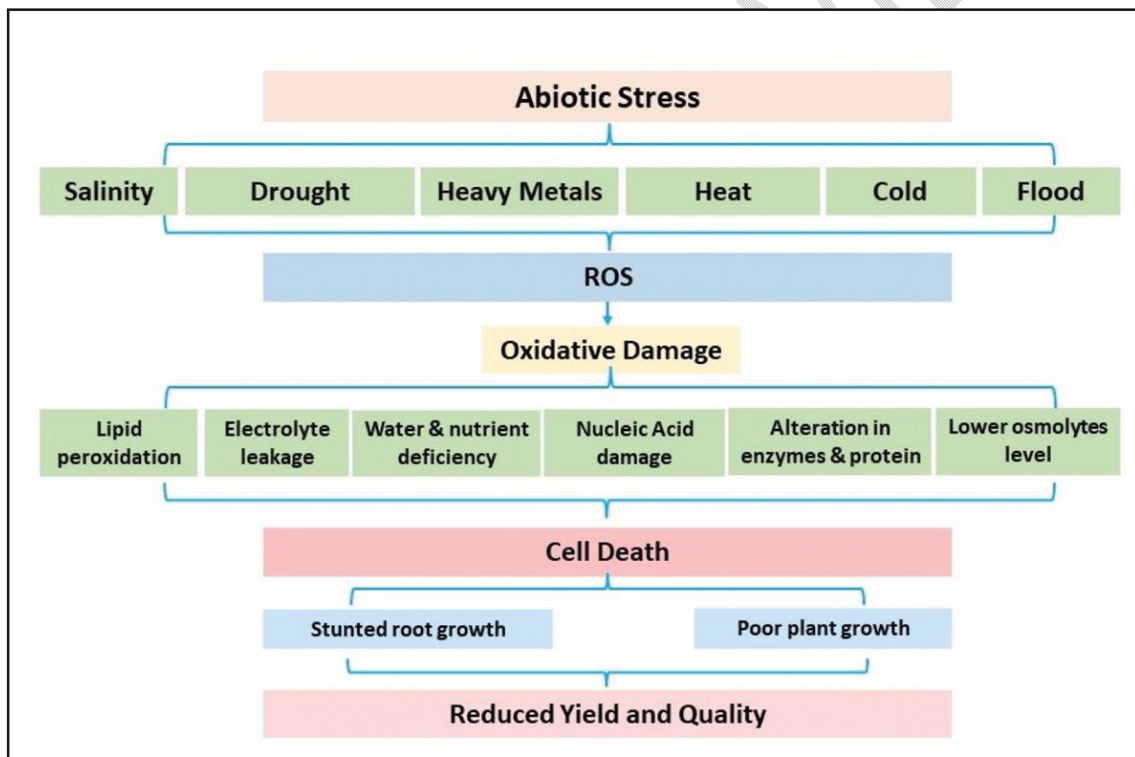 Abiotic Stress
Salinity
Drought
Heavy Metals
Heat
Cold
Flood
ROS
Oxidative Damage
Lipid
peroxidation
Electrolyte
leakage
Water & nutrient
deficiency
Nucleic Acid
damage
Alteration in
enzymes & protein
Lower osmolytes
level
Cell Death
Stunted root growth
Poor plant growth
Reduced Yield and Quality